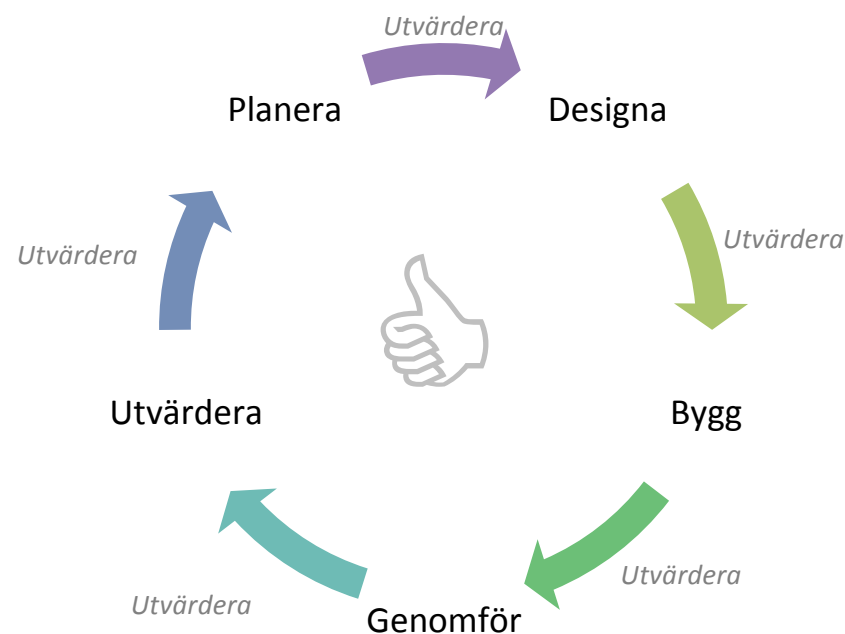 Utvärdera
Planera
Designa
Utvärdera
Utvärdera
Utvärdera
Bygg
Utvärdera
Utvärdera
Genomför